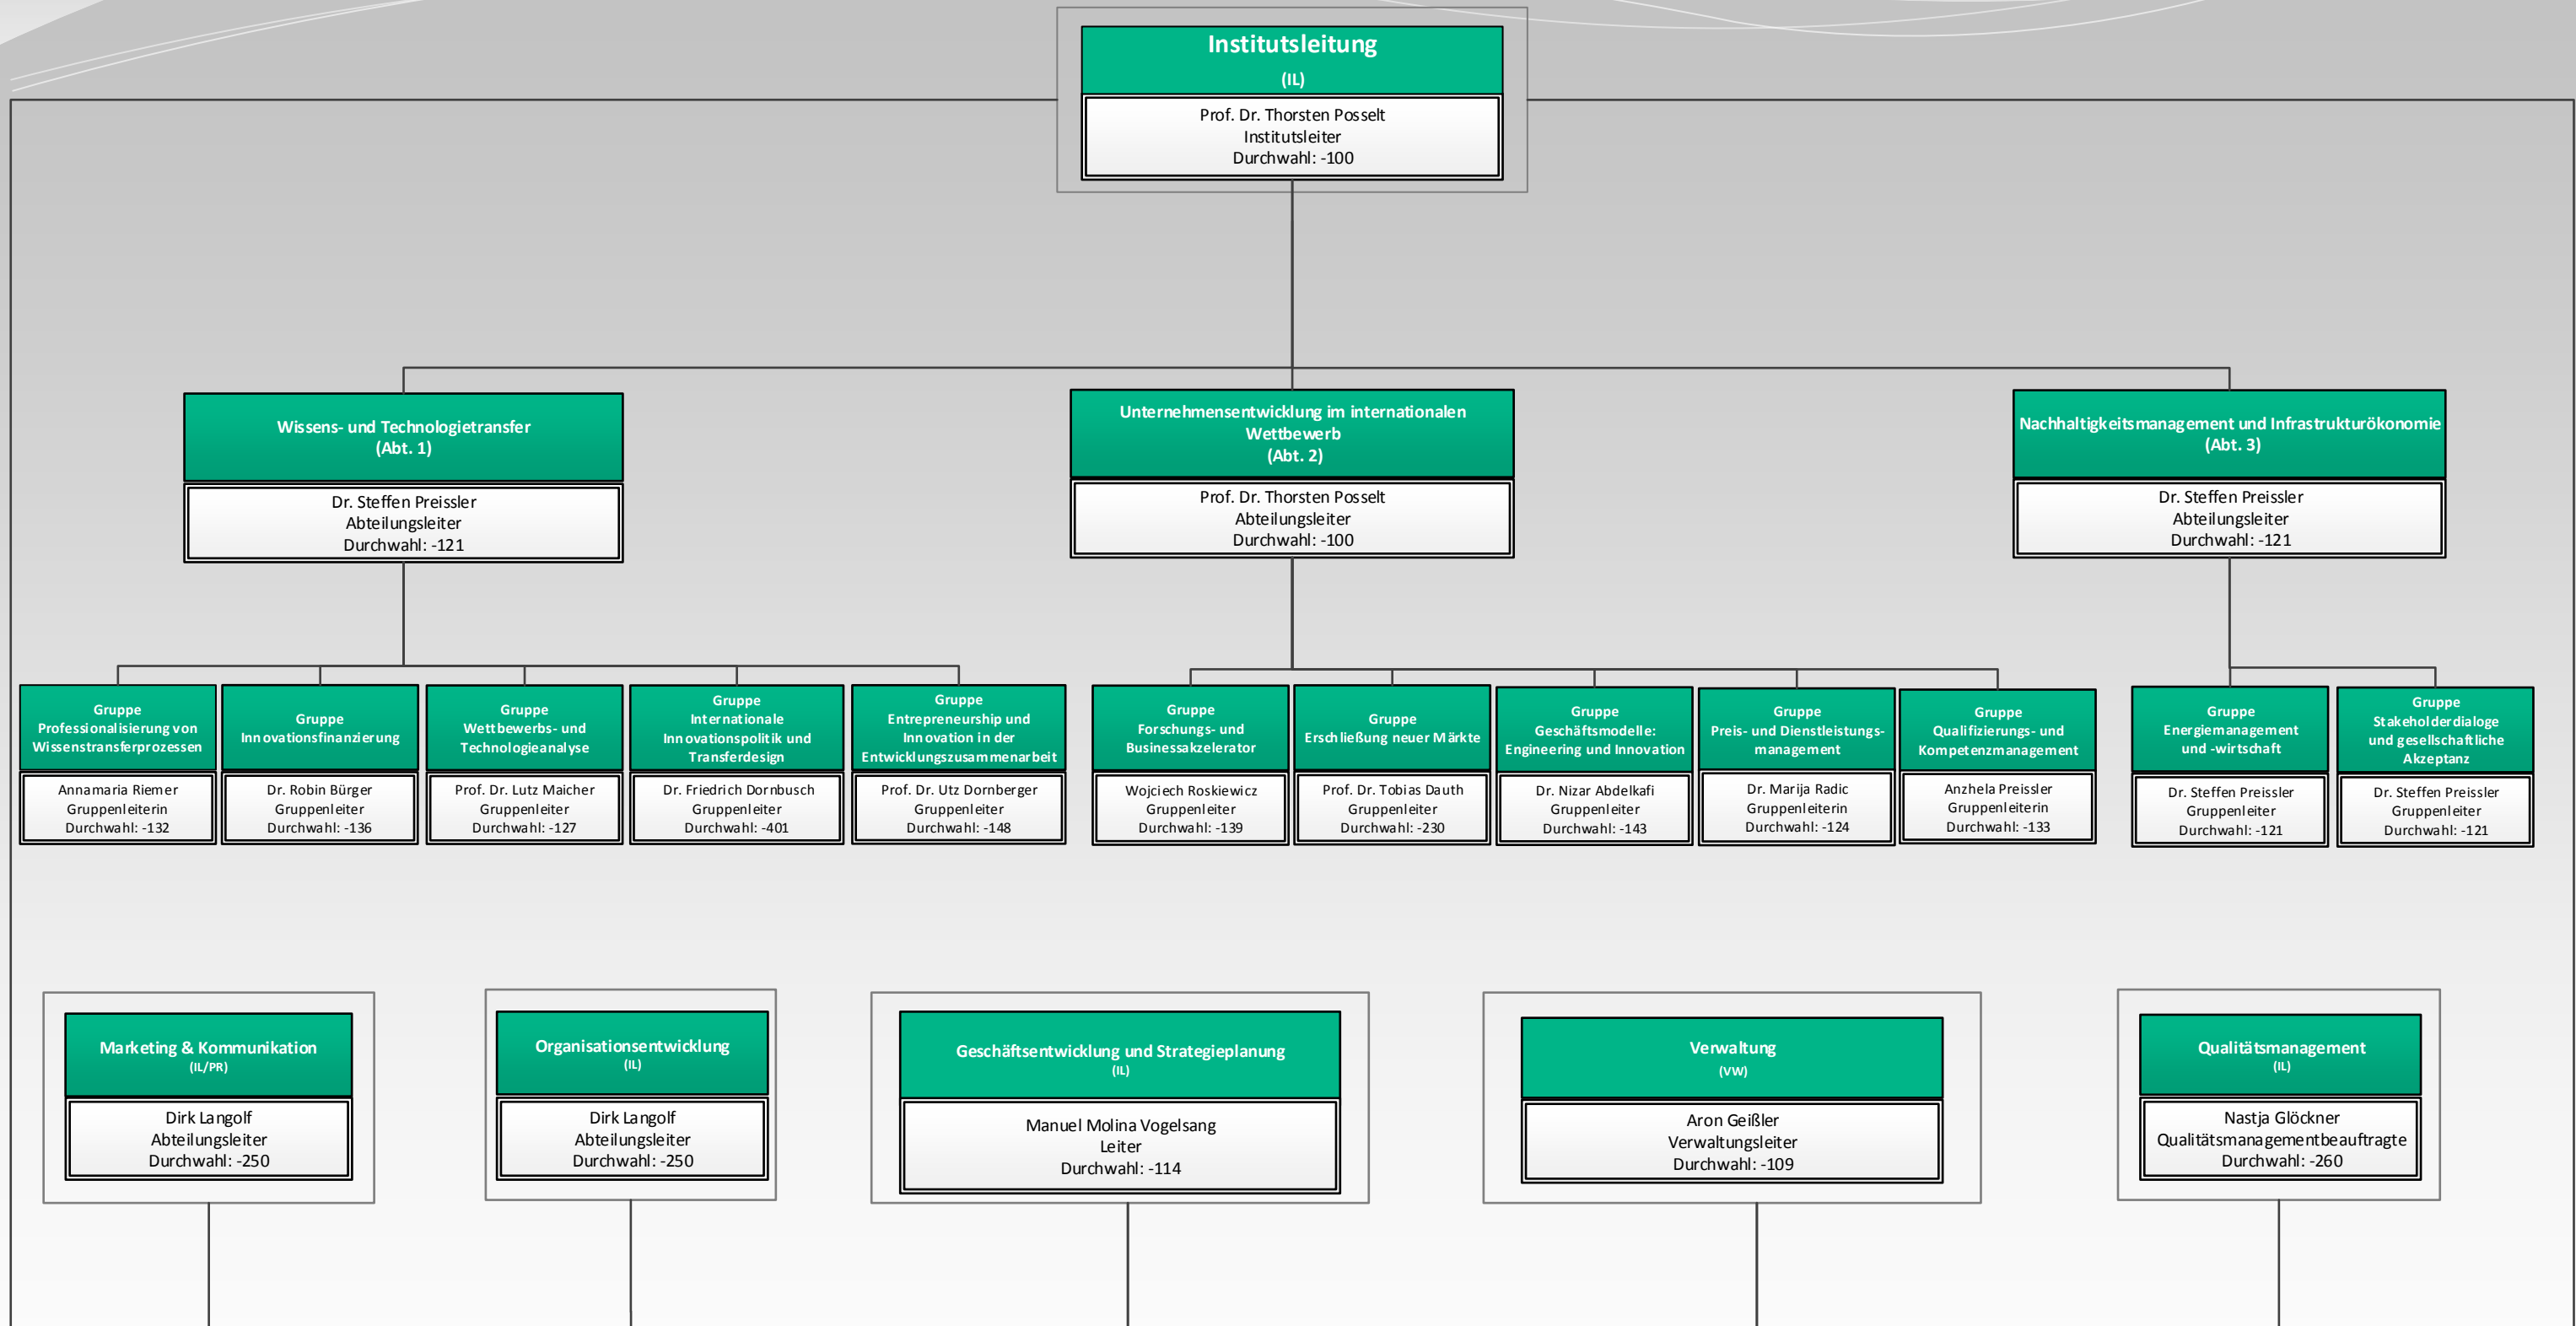 Institutsleitung
(IL)
Prof. Dr. Thorsten Posselt
Institutsleiter
Durchwahl: -100
Wissens- und Technologietransfer
(Abt. 1)
Dr. Steffen Preissler
Abteilungsleiter
Durchwahl: -121
Unternehmensentwicklung im internationalen
Wettbewerb
(Abt. 2)
Prof. Dr. Thorsten Posselt
Abteilungsleiter
Durchwahl: -100
Nachhaltigkeitsmanagement und Infrastrukturökonomie
(Abt. 3)
Dr. Steffen Preissler
Abteilungsleiter
Durchwahl: -121
Gruppe
Professionalisierung von
Wissenstransferprozessen
Annamaria Riemer
Gruppenleiterin
Durchwahl: -132
Gruppe
Innovationsfinanzierung
Dr. Robin Bürger
Gruppenleiter
Durchwahl: -136
Gruppe
Wettbewerbs- und
Technologieanalyse
Prof. Dr. Lutz Maicher
Gruppenleiter
Durchwahl: -127
Gruppe
Internationale
Innovationspolitik und
Transferdesign
Dr. Friedrich Dornbusch
Gruppenleiter
Durchwahl: -401
Gruppe
Entrepreneurship und
Innovation in der
Entwicklungszusammenarbeit
Prof. Dr. Utz Dornberger
Gruppenleiter
Durchwahl: -148
Gruppe
Forschungs- und
Businessakzelerator
Wojciech Roskiewicz
Gruppenleiter
Durchwahl: -139
Gruppe
Erschließung neuer Märkte
Prof. Dr. Tobias Dauth
Gruppenleiter
Durchwahl: -230
Gruppe
Geschäftsmodelle:
Engineering und Innovation
Dr. Nizar Abdelkafi
Gruppenleiter
Durchwahl: -143
Gruppe
Preis- und Dienstleistungs-
management
Dr. Marija Radic
Gruppenleiterin
Durchwahl: -124
Gruppe
Qualifizierungs- und
Kompetenzmanagement
Anzhela Preissler
Gruppenleiterin
Durchwahl: -133
Gruppe
Energiemanagement
und -wirtschaft
Dr. Steffen Preissler
Gruppenleiter
Durchwahl: -121
Gruppe
Stakeholderdialoge
und gesellschaftliche
Akzeptanz
Dr. Steffen Preissler
Gruppenleiter
Durchwahl: -121
Marketing & Kommunikation
(IL/PR)
Dirk Langolf
Abteilungsleiter
Durchwahl: -250
Organisationsentwicklung
(IL)
Dirk Langolf
Abteilungsleiter
Durchwahl: -250
Geschäftsentwicklung und Strategieplanung
(IL)
Manuel Molina Vogelsang
Leiter
Durchwahl: -114
Verwaltung
(VW)
Aron Geißler
Verwaltungsleiter
Durchwahl: -109
Qualitätsmanagement
(IL)
Nastja Glöckner
Qualitätsmanagementbeauftragte
Durchwahl: -260